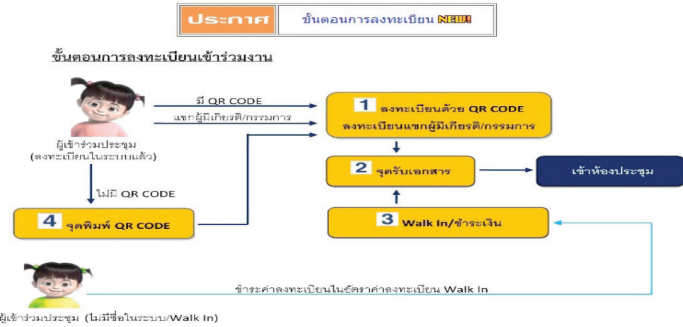 ประกาศ ขั้นตอนการลงทะเบียน NEW!
ขั้นตอนการลงทะเบียนเข้าร่วมงาน
มี QR CODE
แขกผู้มีเกียรติ/กรรมการ
1 ลงทะเบียนด้วย QR CODE
ลงทะเบียนแขกผู้มีเกียรติ/กรรมการ
ผู้เข้าร่วมประชุม
(ลงทะเบียนในระบบแล้ว)
2 จุดรับเอกสาร
เข้าห้องประชุม
ไม่มี QR CODE
4 จุดพิมพ์ QR CODE
3 Walk In/ชำระเงิน
ชำระค่าลงทะเบียนในอัตราค่าลงทะเบียน Walk In
ผู้เข้าร่วมประชุม (ไม่มีชื่อในระบบ/Walk In)